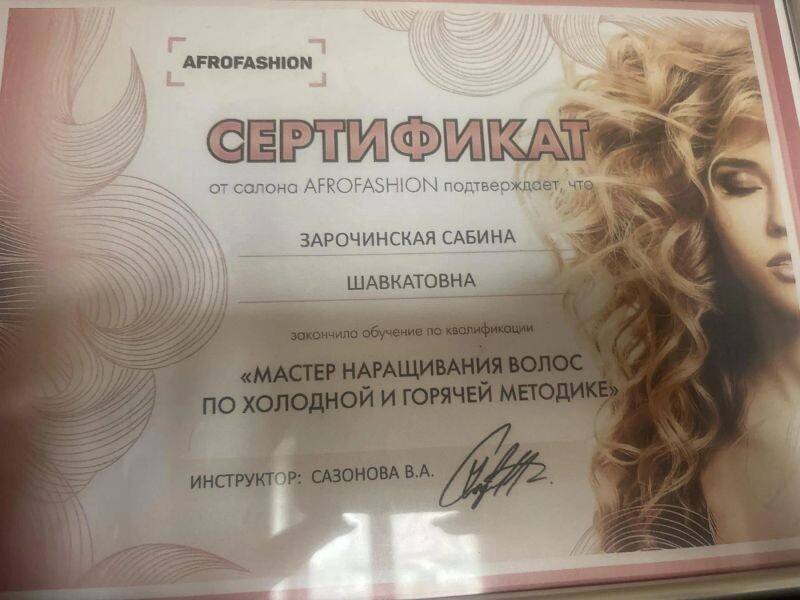 AFROFASHION
СЕРТИФИКАТ
от салона AFROFASHION подтверждает, что
ЗАРОЧИНСКАЯ САБИНА
ШАВКАТОВНА
закончила обучение по квалификации
«МАСТЕР НАРАЩИВАНИЯ ВОЛОС
ПО ХОЛОДНОЙ И ГОРЯЧЕЙ МЕТОДИКЕ»
ИНСТРУКТОР: САЗОНОВА В.А.